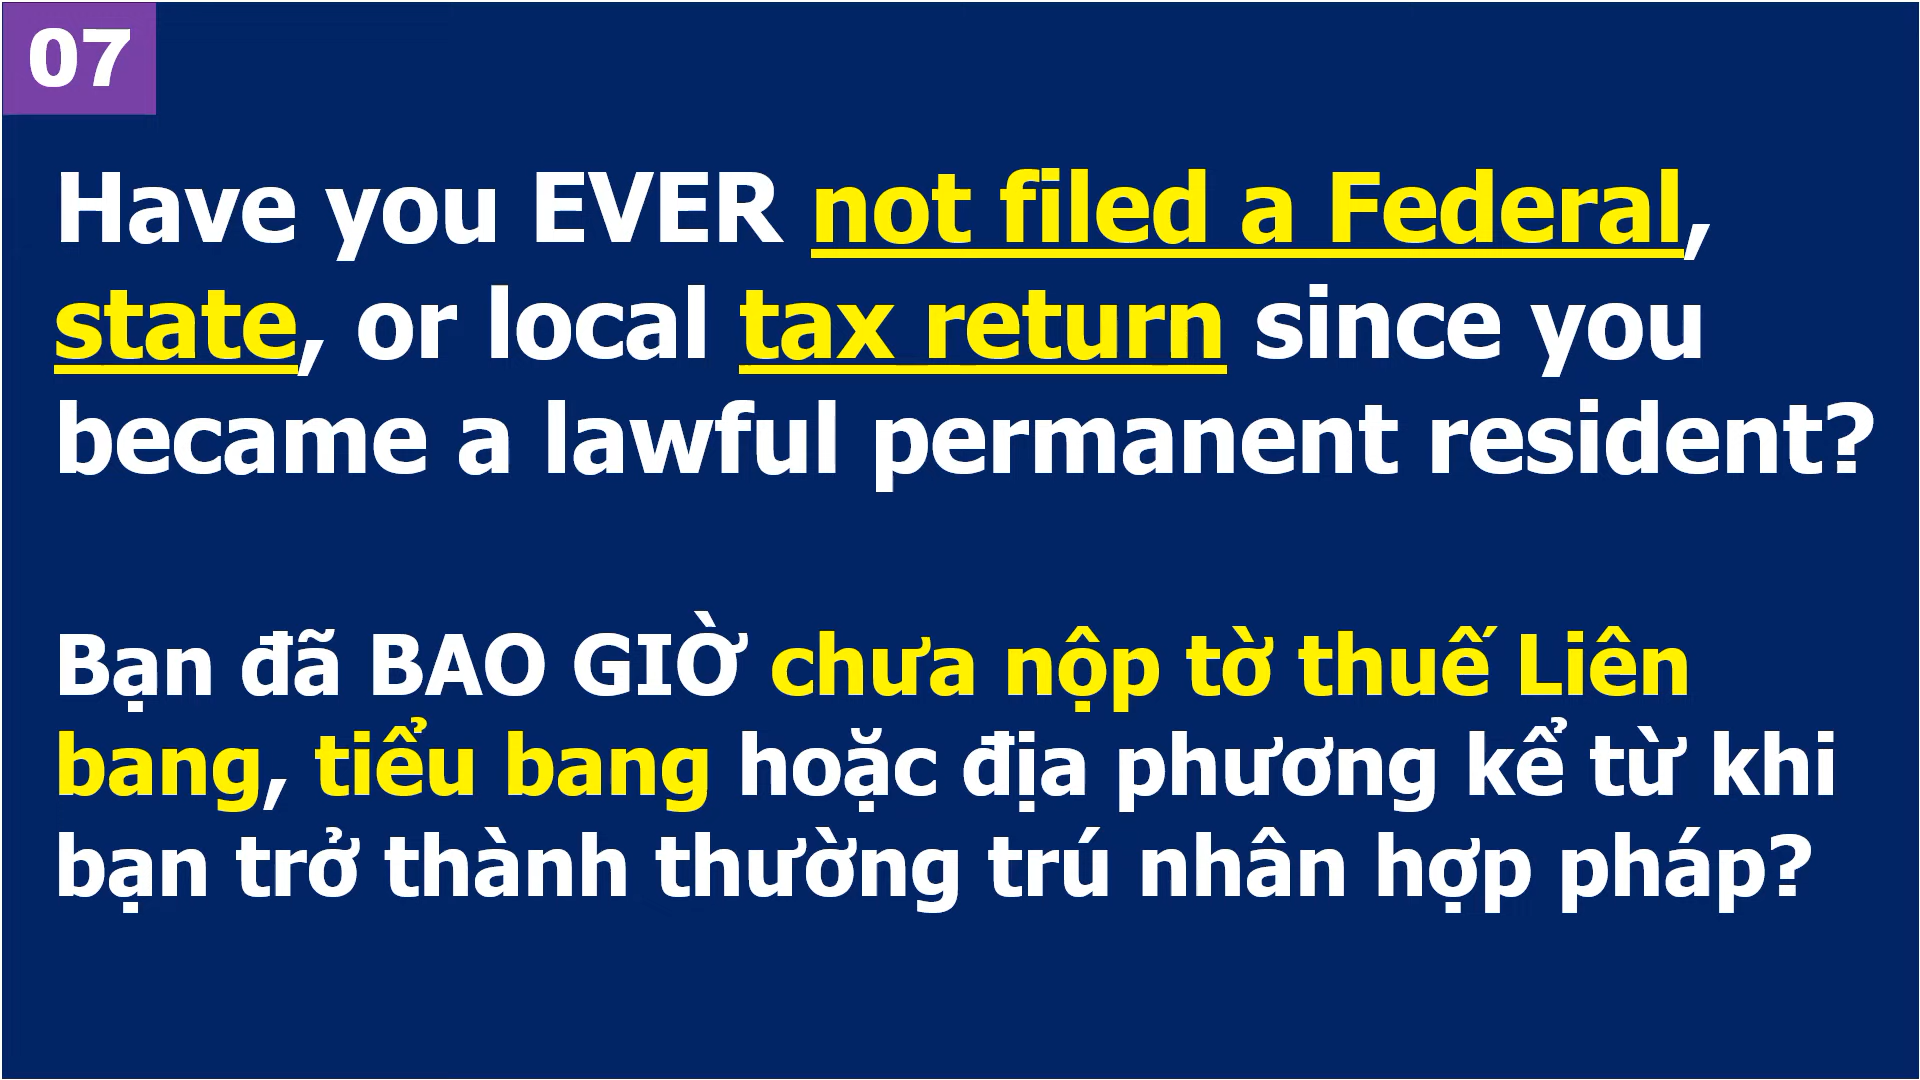 07
Have you EVER not filed a Federal,
state, or local tax return since you
became a lawful permanent resident?
Bạn đã BAO GIỜ chưa nộp tờ thuế Liên
bang, tiểu bang hoặc địa phương kể từ khi
bạn trở thành thường trú nhân hợp pháp?